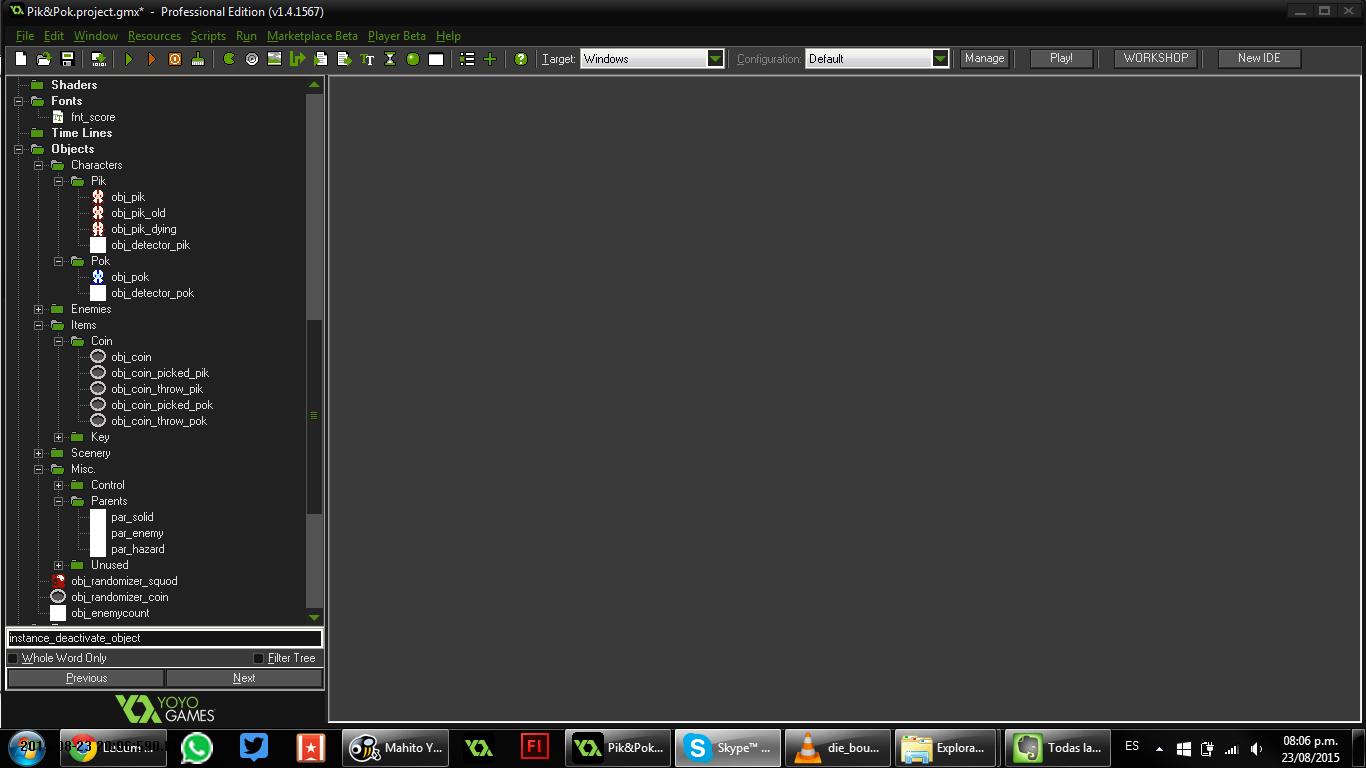 Pik&Pok.project.gmx* - Professional Edition (v1.4.1567)
File Edit Window Resources Scripts Run Marketplace Beta Player Beta Help
Target: Windows Configuration: Default Manage Play! WORKSHOP New IDE
Shaders
Fonts
fnt_score
Time Lines
Objects
Characters
Pik
obj_pik
obj_pik_old
obj_pik_dying
obj_detector_pik
Pok
obj_pok
obj_detector_pok
Enemies
Items
Coin
obj_coin
obj_coin_picked_pik
obj_coin_throw_pik
obj_coin_picked_pok
obj_coin_throw_pok
Key
Scenery
Misc.
Control
Parents
par_solid
par_enemy
par_hazard
Unused
obj_randomizer_squod
obj_randomizer_coin
obj_enemycount
instance_deactivate_object
Whole Word Only Filter Tree
Previous Next
YOYO
GAMES
Mahito Y... Fl Pik&Pok... Skype™ ... die_bou... Explora... Todas la... ES
08:06 p.m.
23/08/2015